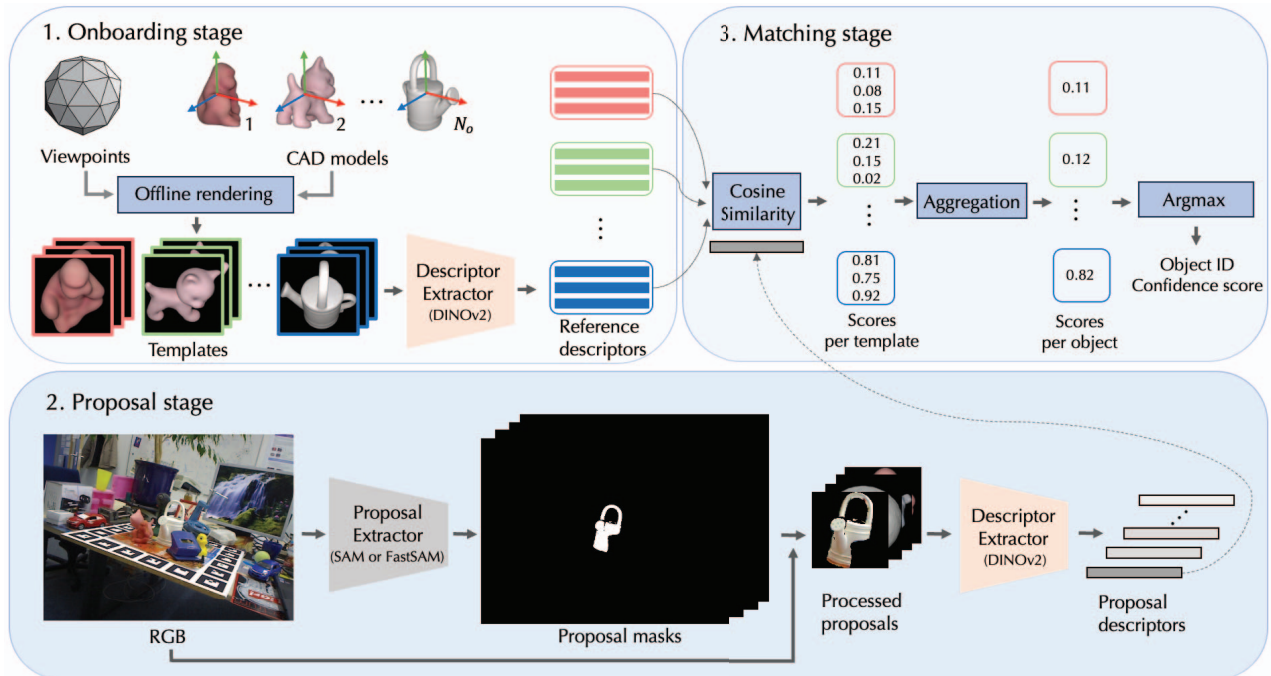 1. Onboarding stage
1
2
...
N_o
Viewpoints
CAD models
Offline rendering
...
Templates
Descriptor
Extractor
(DINOv2)
...
Reference
descriptors
3. Matching stage
Cosine
Similarity
0.11
0.08
0.15
0.21
0.15
0.02
...
0.81
0.75
0.92
Scores
per template
Aggregation
0.11
0.12
...
0.82
Scores
per object
Argmax
Object ID
Confidence score
2. Proposal stage
RGB
Proposal
Extractor
(SAM or FastSAM)
Proposal masks
Processed
proposals
Descriptor
Extractor
(DINOv2)
...
Proposal
descriptors